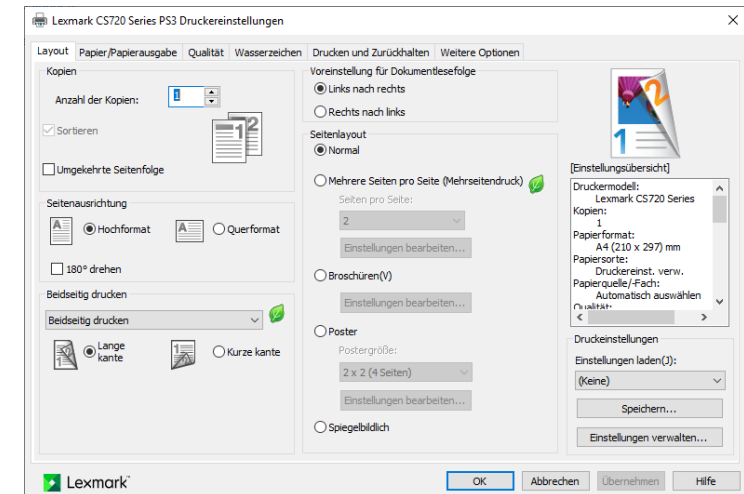 Lexmark CS720 Series PS3 Druckereinstellungen
Layout Papier/Papierausgabe Qualität Wasserzeichen Drucken und Zurückhalten Weitere Optionen
Kopien
Anzahl der Kopien: 1
Sortieren
1 2
Umgekehrte Seitenfolge
Seitenausrichtung
A Hochformat A Querformat
180° drehen
Beidseitig drucken
Beidseitig drucken
Lange kante
Kurze kante
Voreinstellung für Dokumentlesefolge
Links nach rechts
Rechts nach links
Seitenlayout
Normal
Mehrere Seiten pro Seite (Mehrseitendruck)
Seiten pro Seite:
2
Einstellungen bearbeiten...
Broschüren(V)
Einstellungen bearbeiten...
Poster
Postergröße:
2 x 2 (4 Seiten)
Einstellungen bearbeiten...
Spiegelbildlich
2
1
[Einstellungsübersicht]
Druckermodell:
Lexmark CS720 Series
Kopien:
1
Papierformat:
A4 (210 x 297) mm
Papiersorte:
Druckereinst. verw.
Papierquelle/-Fach:
Automatisch auswählen
Qualität:
Druckeinstellungen
Einstellungen laden(J):
(Keine)
Speichern...
Einstellungen verwalten...
Lexmark
OK Abbrechen Übernehmen Hilfe